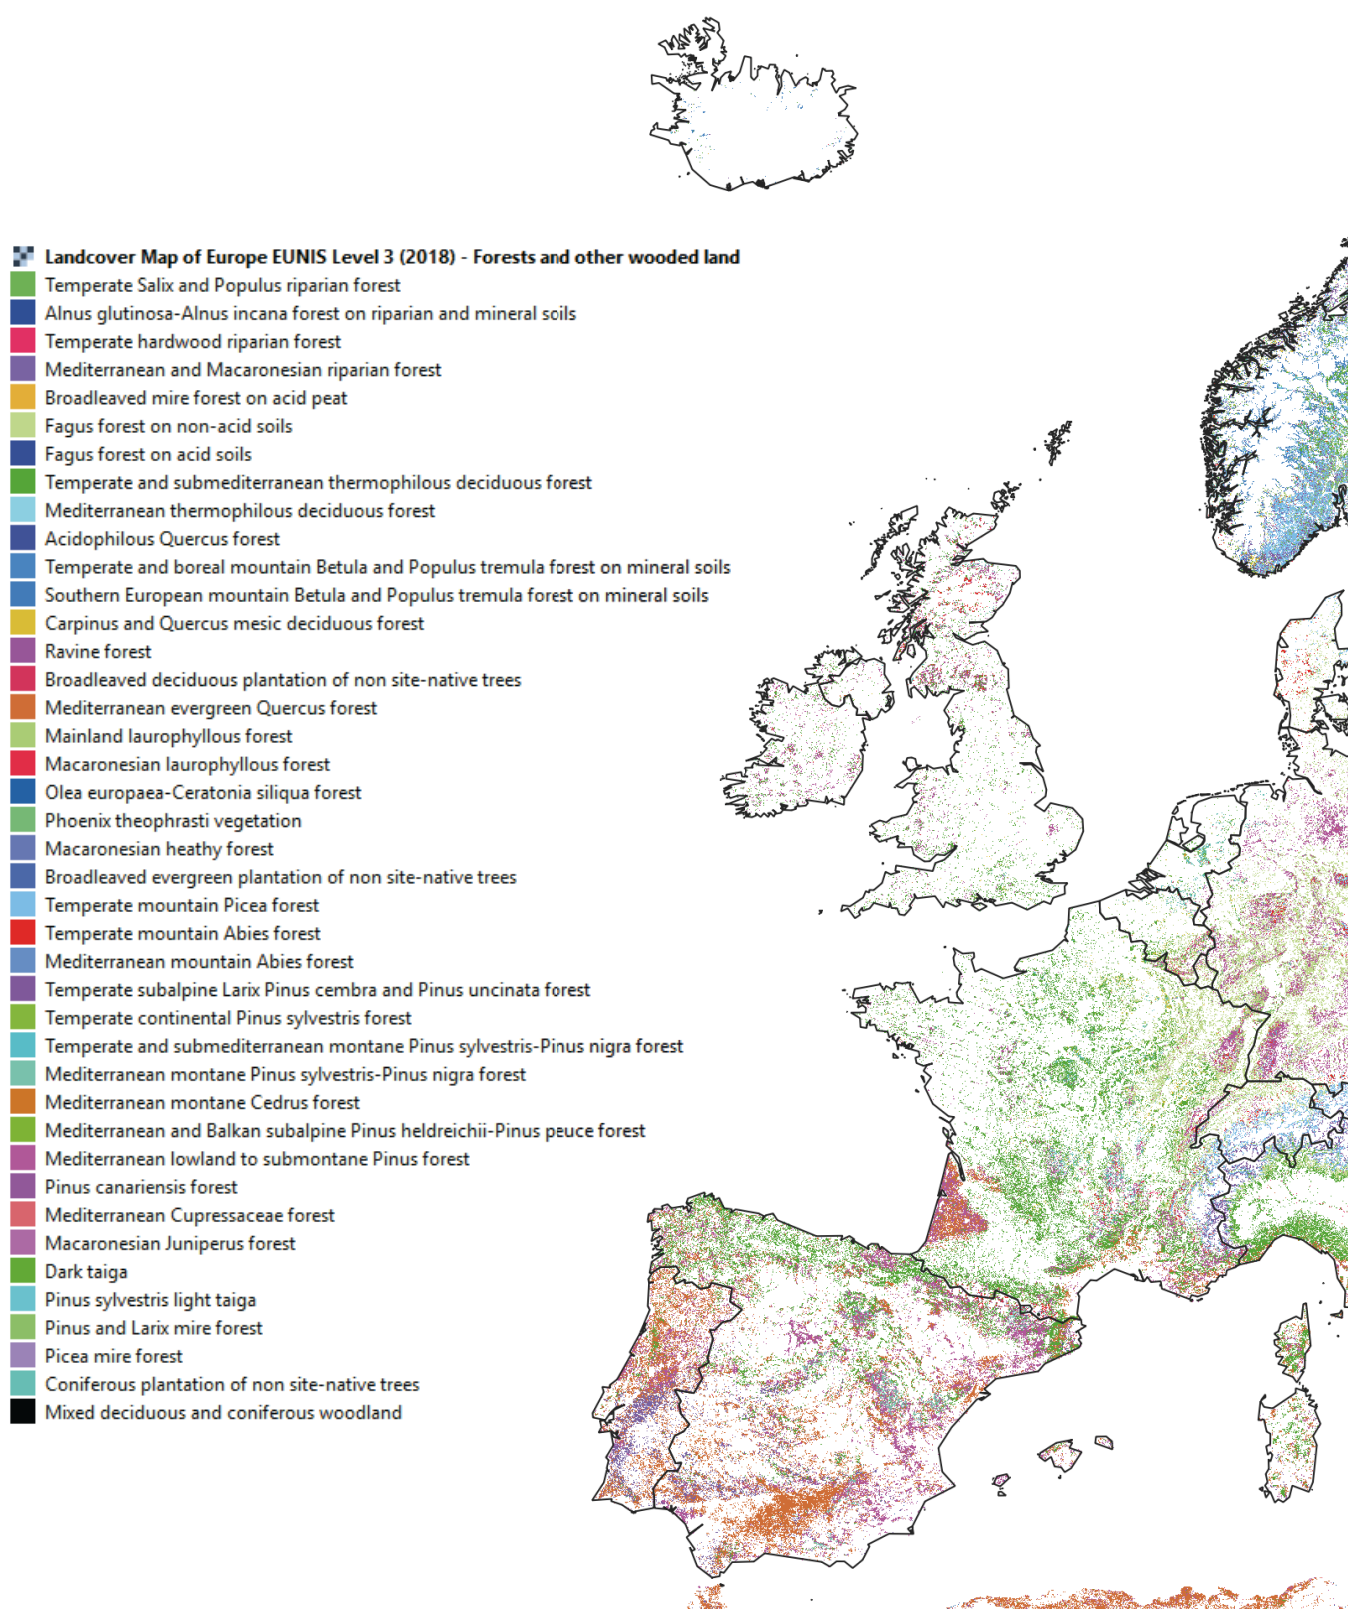 Landcover Map of Europe EUNIS Level 3 (2018) - Forests and other wooded land
Temperate Salix and Populus riparian forest
Alnus glutinosa-Alnus incana forest on riparian and mineral soils
Temperate hardwood riparian forest
Mediterranean and Macaronesian riparian forest
Broadleaved mire forest on acid peat
Fagus forest on non-acid soils
Fagus forest on acid soils
Temperate and submediterranean thermophilous deciduous forest
Mediterranean thermophilous deciduous forest
Acidophilous Quercus forest
Temperate and boreal mountain Betula and Populus tremula forest on mineral soils
Southern European mountain Betula and Populus tremula forest on mineral soils
Carpinus and Quercus mesic deciduous forest
Ravine forest
Broadleaved deciduous plantation of non site-native trees
Mediterranean evergreen Quercus forest
Mainland laurophyllous forest
Macaronesian laurophyllous forest
Olea europaea-Ceratonia siliqua forest
Phoenix theophrasti vegetation
Macaronesian heathy forest
Broadleaved evergreen plantation of non site-native trees
Temperate mountain Picea forest
Temperate mountain Abies forest
Mediterranean mountain Abies forest
Temperate subalpine Larix Pinus cembra and Pinus uncinata forest
Temperate continental Pinus sylvestris forest
Temperate and submediterranean montane Pinus sylvestris-Pinus nigra forest
Mediterranean montane Pinus sylvestris-Pinus nigra forest
Mediterranean montane Cedrus forest
Mediterranean and Balkan subalpine Pinus heldreichii-Pinus peuce forest
Mediterranean lowland to submontane Pinus forest
Pinus canariensis forest
Mediterranean Cupressaceae forest
Macaronesian Juniperus forest
Dark taiga
Pinus sylvestris light taiga
Pinus and Larix mire forest
Picea mire forest
Coniferous plantation of non site-native trees
Mixed deciduous and coniferous woodland